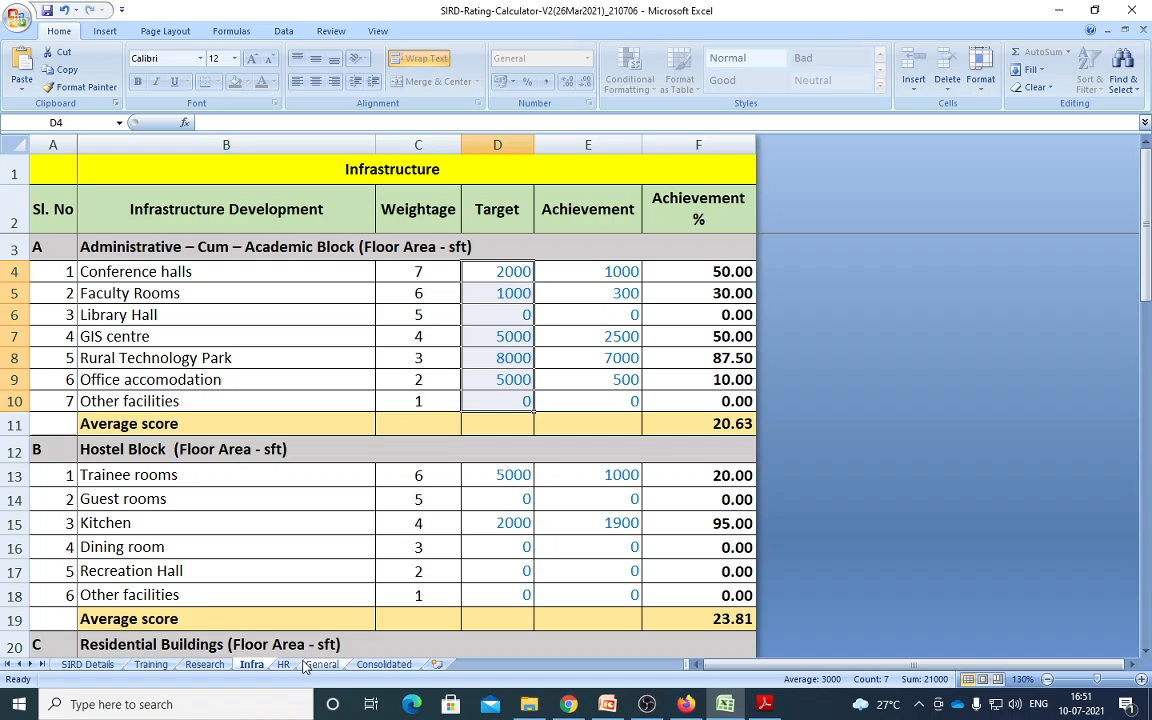 SIRD-Rating-Calculator-V2(26Mar2021)_210706 - Microsoft Excel
Home Insert Page Layout Formulas Data Review View
Cut
Copy
Format Painter
Paste
Clipboard
Calibri 12
B I U
Font
Wrap Text
Merge & Center
Alignment
General
Number
Conditional Formatting
Format as Table
Normal Bad
Good Neutral
Styles
Insert Delete Format
Cells
AutoSum
Fill
Clear
Sort & Filter
Find & Select
Editing
D4 fx
A B C D E F
1 Infrastructure
2 Sl. No Infrastructure Development Weightage Target Achievement Achievement %
3 A Administrative – Cum – Academic Block (Floor Area - sft)
4 1 Conference halls 7 2000 1000 50.00
5 2 Faculty Rooms 6 1000 300 30.00
6 3 Library Hall 5 0 0 0.00
7 4 GIS centre 4 5000 2500 50.00
8 5 Rural Technology Park 3 8000 7000 87.50
9 6 Office accomodation 2 5000 500 10.00
10 7 Other facilities 1 0 0 0.00
11 Average score 20.63
12 B Hostel Block (Floor Area - sft)
13 1 Trainee rooms 6 5000 1000 20.00
14 2 Guest rooms 5 0 0 0.00
15 3 Kitchen 4 2000 1900 95.00
16 4 Dining room 3 0 0 0.00
17 5 Recreation Hall 2 0 0 0.00
18 6 Other facilities 1 0 0 0.00
19 Average score 23.81
20 C Residential Buildings (Floor Area - sft)
SIRD Details Training Research Infra HR General Consolidated
Ready Average: 3000 Count: 7 Sum: 21000 130%
Type here to search 27°C ENG 16:51
10-07-2021